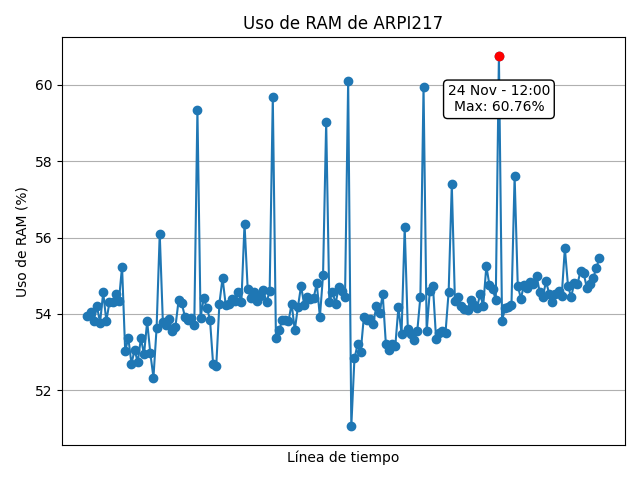 Uso de RAM de ARPI217
Uso de RAM (%)
60
58
56
54
52
24 Nov - 12:00
Max: 60.76%
Línea de tiempo